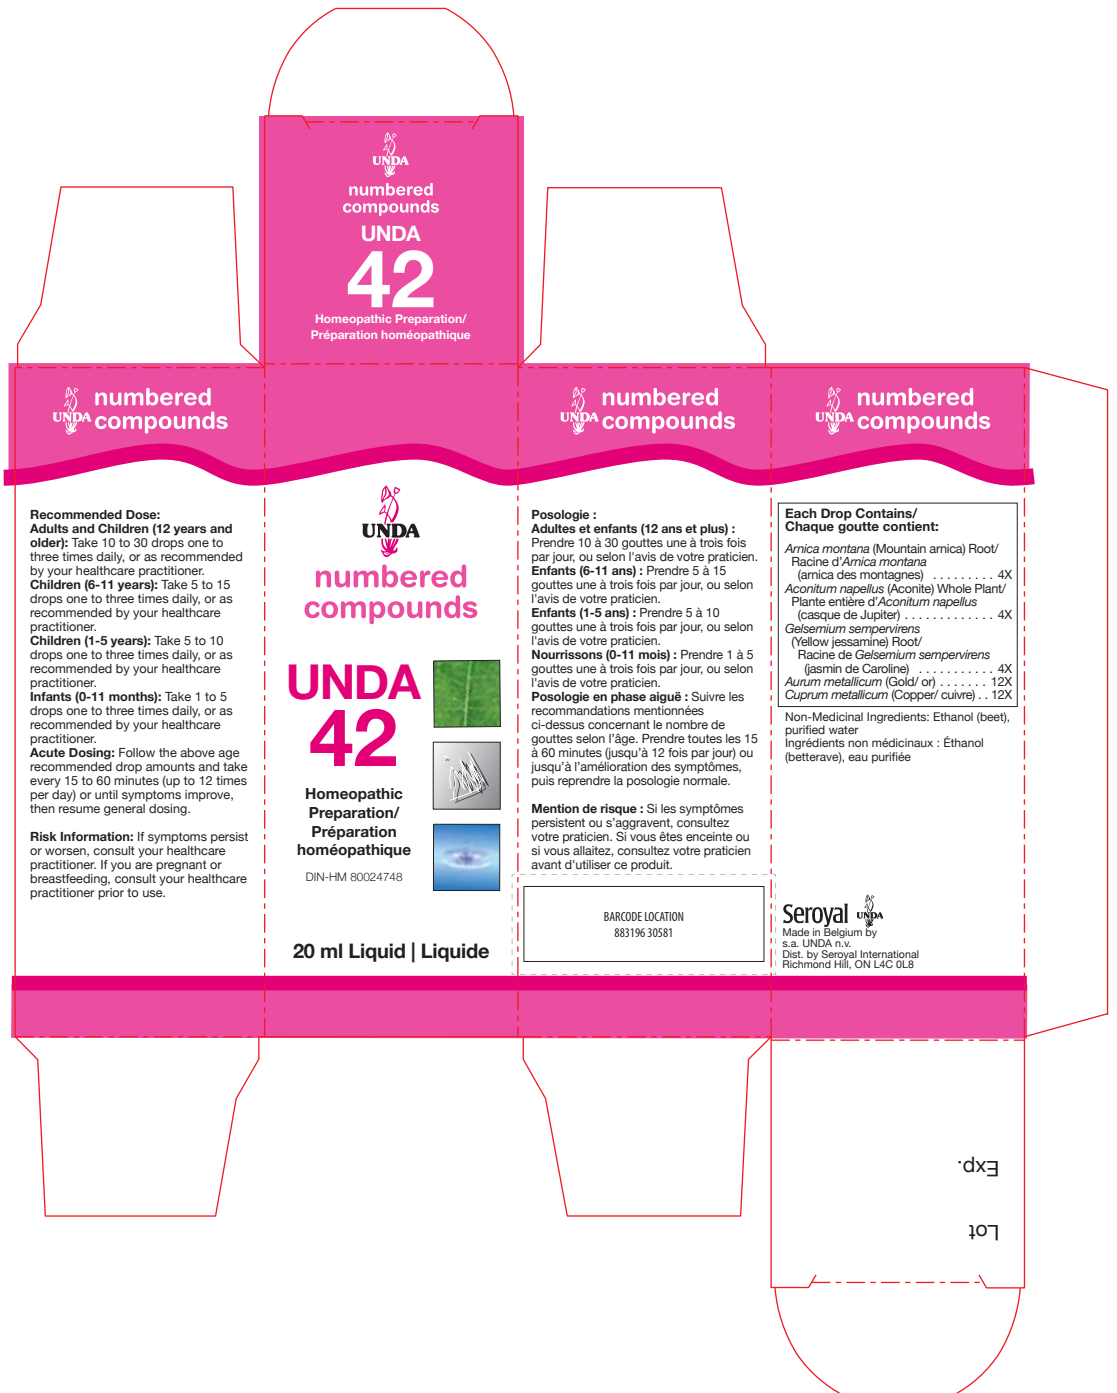 UNDA
numbered
compounds
UNDA
42
Homeopathic Preparation/
Préparation homéopathique
UNDA
numbered
compounds
UNDA
numbered
compounds
UNDA
numbered
compounds
Recommended Dose:
Adults and Children (12 years and
older): Take 10 to 30 drops one to
three times daily, or as recommended
by your healthcare practitioner.
Children (6-11 years): Take 5 to 15
drops one to three times daily, or as
recommended by your healthcare
practitioner.
Children (1-5 years): Take 5 to 10
drops one to three times daily, or as
recommended by your healthcare
practitioner.
Infants (0-11 months): Take 1 to 5
drops one to three times daily, or as
recommended by your healthcare
practitioner.
Acute Dosing: Follow the above age
recommended drop amounts and take
every 15 to 60 minutes (up to 12 times
per day) or until symptoms improve,
then resume general dosing.
Risk Information: If symptoms persist
or worsen, consult your healthcare
practitioner. If you are pregnant or
breastfeeding, consult your healthcare
practitioner prior to use.
UNDA
numbered
compounds
UNDA
42
Homeopathic
Preparation/
Préparation
homéopathique
DIN-HM 80024748
20 ml Liquid | Liquide
Posologie :
Adultes et enfants (12 ans et plus) :
Prendre 10 à 30 gouttes une à trois fois
par jour, ou selon l'avis de votre praticien.
Enfants (6-11 ans) : Prendre 5 à 15
gouttes une à trois fois par jour, ou selon
l'avis de votre praticien.
Enfants (1-5 ans) : Prendre 5 à 10
gouttes une à trois fois par jour, ou selon
l'avis de votre praticien.
Nourrissons (0-11 mois) : Prendre 1 à 5
gouttes une à trois fois par jour, ou selon
l'avis de votre praticien.
Posologie en phase aiguë : Suivre les
recommandations mentionnées
ci-dessus concernant le nombre de
gouttes selon l'âge. Prendre toutes les 15
à 60 minutes (jusqu'à 12 fois par jour) ou
jusqu'à l'amélioration des symptômes,
puis reprendre la posologie normale.
Mention de risque : Si les symptômes
persistent ou s'aggravent, consultez
votre praticien. Si vous êtes enceinte ou
si vous allaitez, consultez votre praticien
avant d'utiliser ce produit.
BARCODE LOCATION
883196 30581
Each Drop Contains/
Chaque goutte contient:
Arnica montana (Mountain arnica) Root/
Racine d'Arnica montana
(arnica des montagnes) . . . . . . . . . 4X
Aconitum napellus (Aconite) Whole Plant/
Plante entière d'Aconitum napellus
(casque de Jupiter) . . . . . . . . . . . . . 4X
Gelsemium sempervirens
(Yellow jessamine) Root/
Racine de Gelsemium sempervirens
(jasmin de Caroline) . . . . . . . . . . . 4X
Aurum metallicum (Gold/ or) . . . . . . . 12X
Cuprum metallicum (Copper/ cuivre) . . 12X
Non-Medicinal Ingredients: Ethanol (beet),
purified water
Ingrédients non médicinaux : Éthanol
(betterave), eau purifiée
Seroyal UNDA
Made in Belgium by
s.a. UNDA n.v.
Dist. by Seroyal International
Richmond Hill, ON L4C 0L8
Exp.
Lot